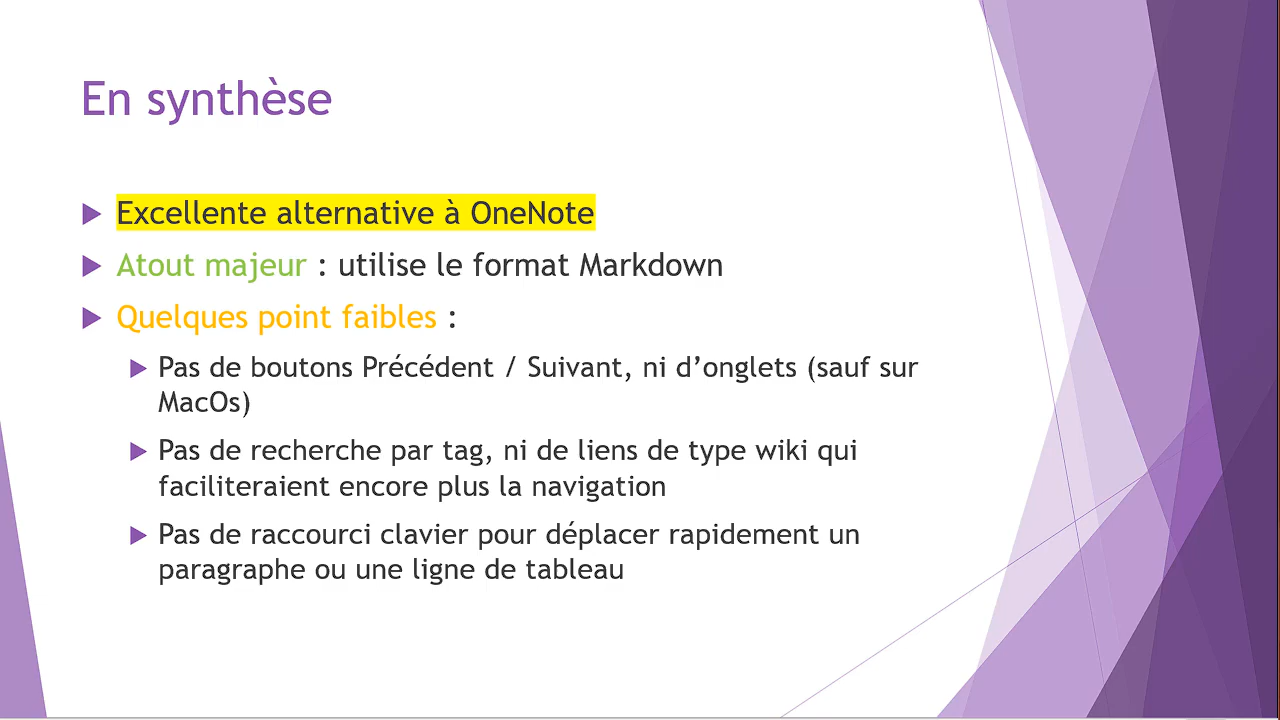 En synthèse
Excellente alternative à OneNote
Atout majeur : utilise le format Markdown
Quelques point faibles :
Pas de boutons Précédent / Suivant, ni d’onglets (sauf sur
MacOs)
Pas de recherche par tag, ni de liens de type wiki qui
faciliteraient encore plus la navigation
Pas de raccourci clavier pour déplacer rapidement un
paragraphe ou une ligne de tableau